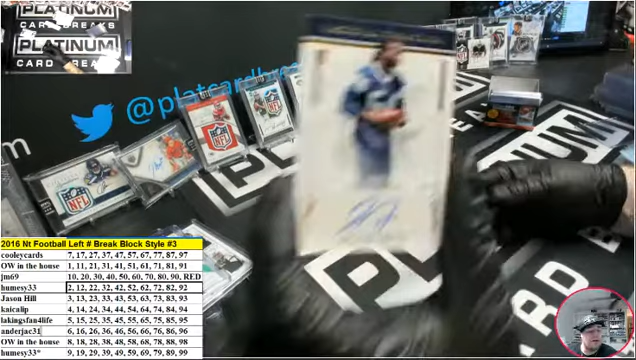 PLATINUM
CARD BREAKS
PLATINUM
CARD
@platcardbre
NFL
NFL
NFL
2016 Nt Football Left # Break Block Style #3
cooleycards 7, 17, 27, 37, 47, 57, 67, 77, 87, 97
OW in the house 1, 11, 21, 31, 41, 51, 61, 71, 81, 91
jm69 10, 20, 30, 40, 50, 60, 70, 80, 90, RED
humesy33 2, 12, 22, 32, 42, 52, 62, 72, 82, 92
Jason Hill 3, 13, 23, 33, 43, 53, 63, 73, 83, 93
kaicalip 4, 14, 24, 34, 44, 54, 64, 74, 84, 94
lakingsfan4life 5, 15, 25, 35, 45, 55, 65, 75, 85, 95
anderjac31 6, 16, 26, 36, 46, 56, 66, 76, 86, 96
OW in the house* 8, 18, 28, 38, 48, 58, 68, 78, 88, 98
humesy33* 9, 19, 29, 39, 49, 59, 69, 79, 89, 99